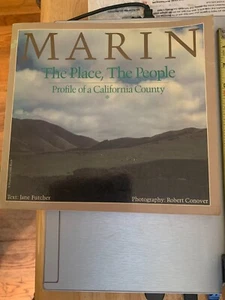 MARIN
The Place, The People
Profile of a California County
Text: Jane Futcher
Photography: Robert Conover